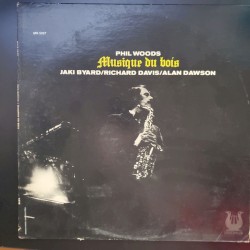 PHIL WOODS
Musique du bois
JAKI BYARD/RICHARD DAVIS/ALAN DAWSON